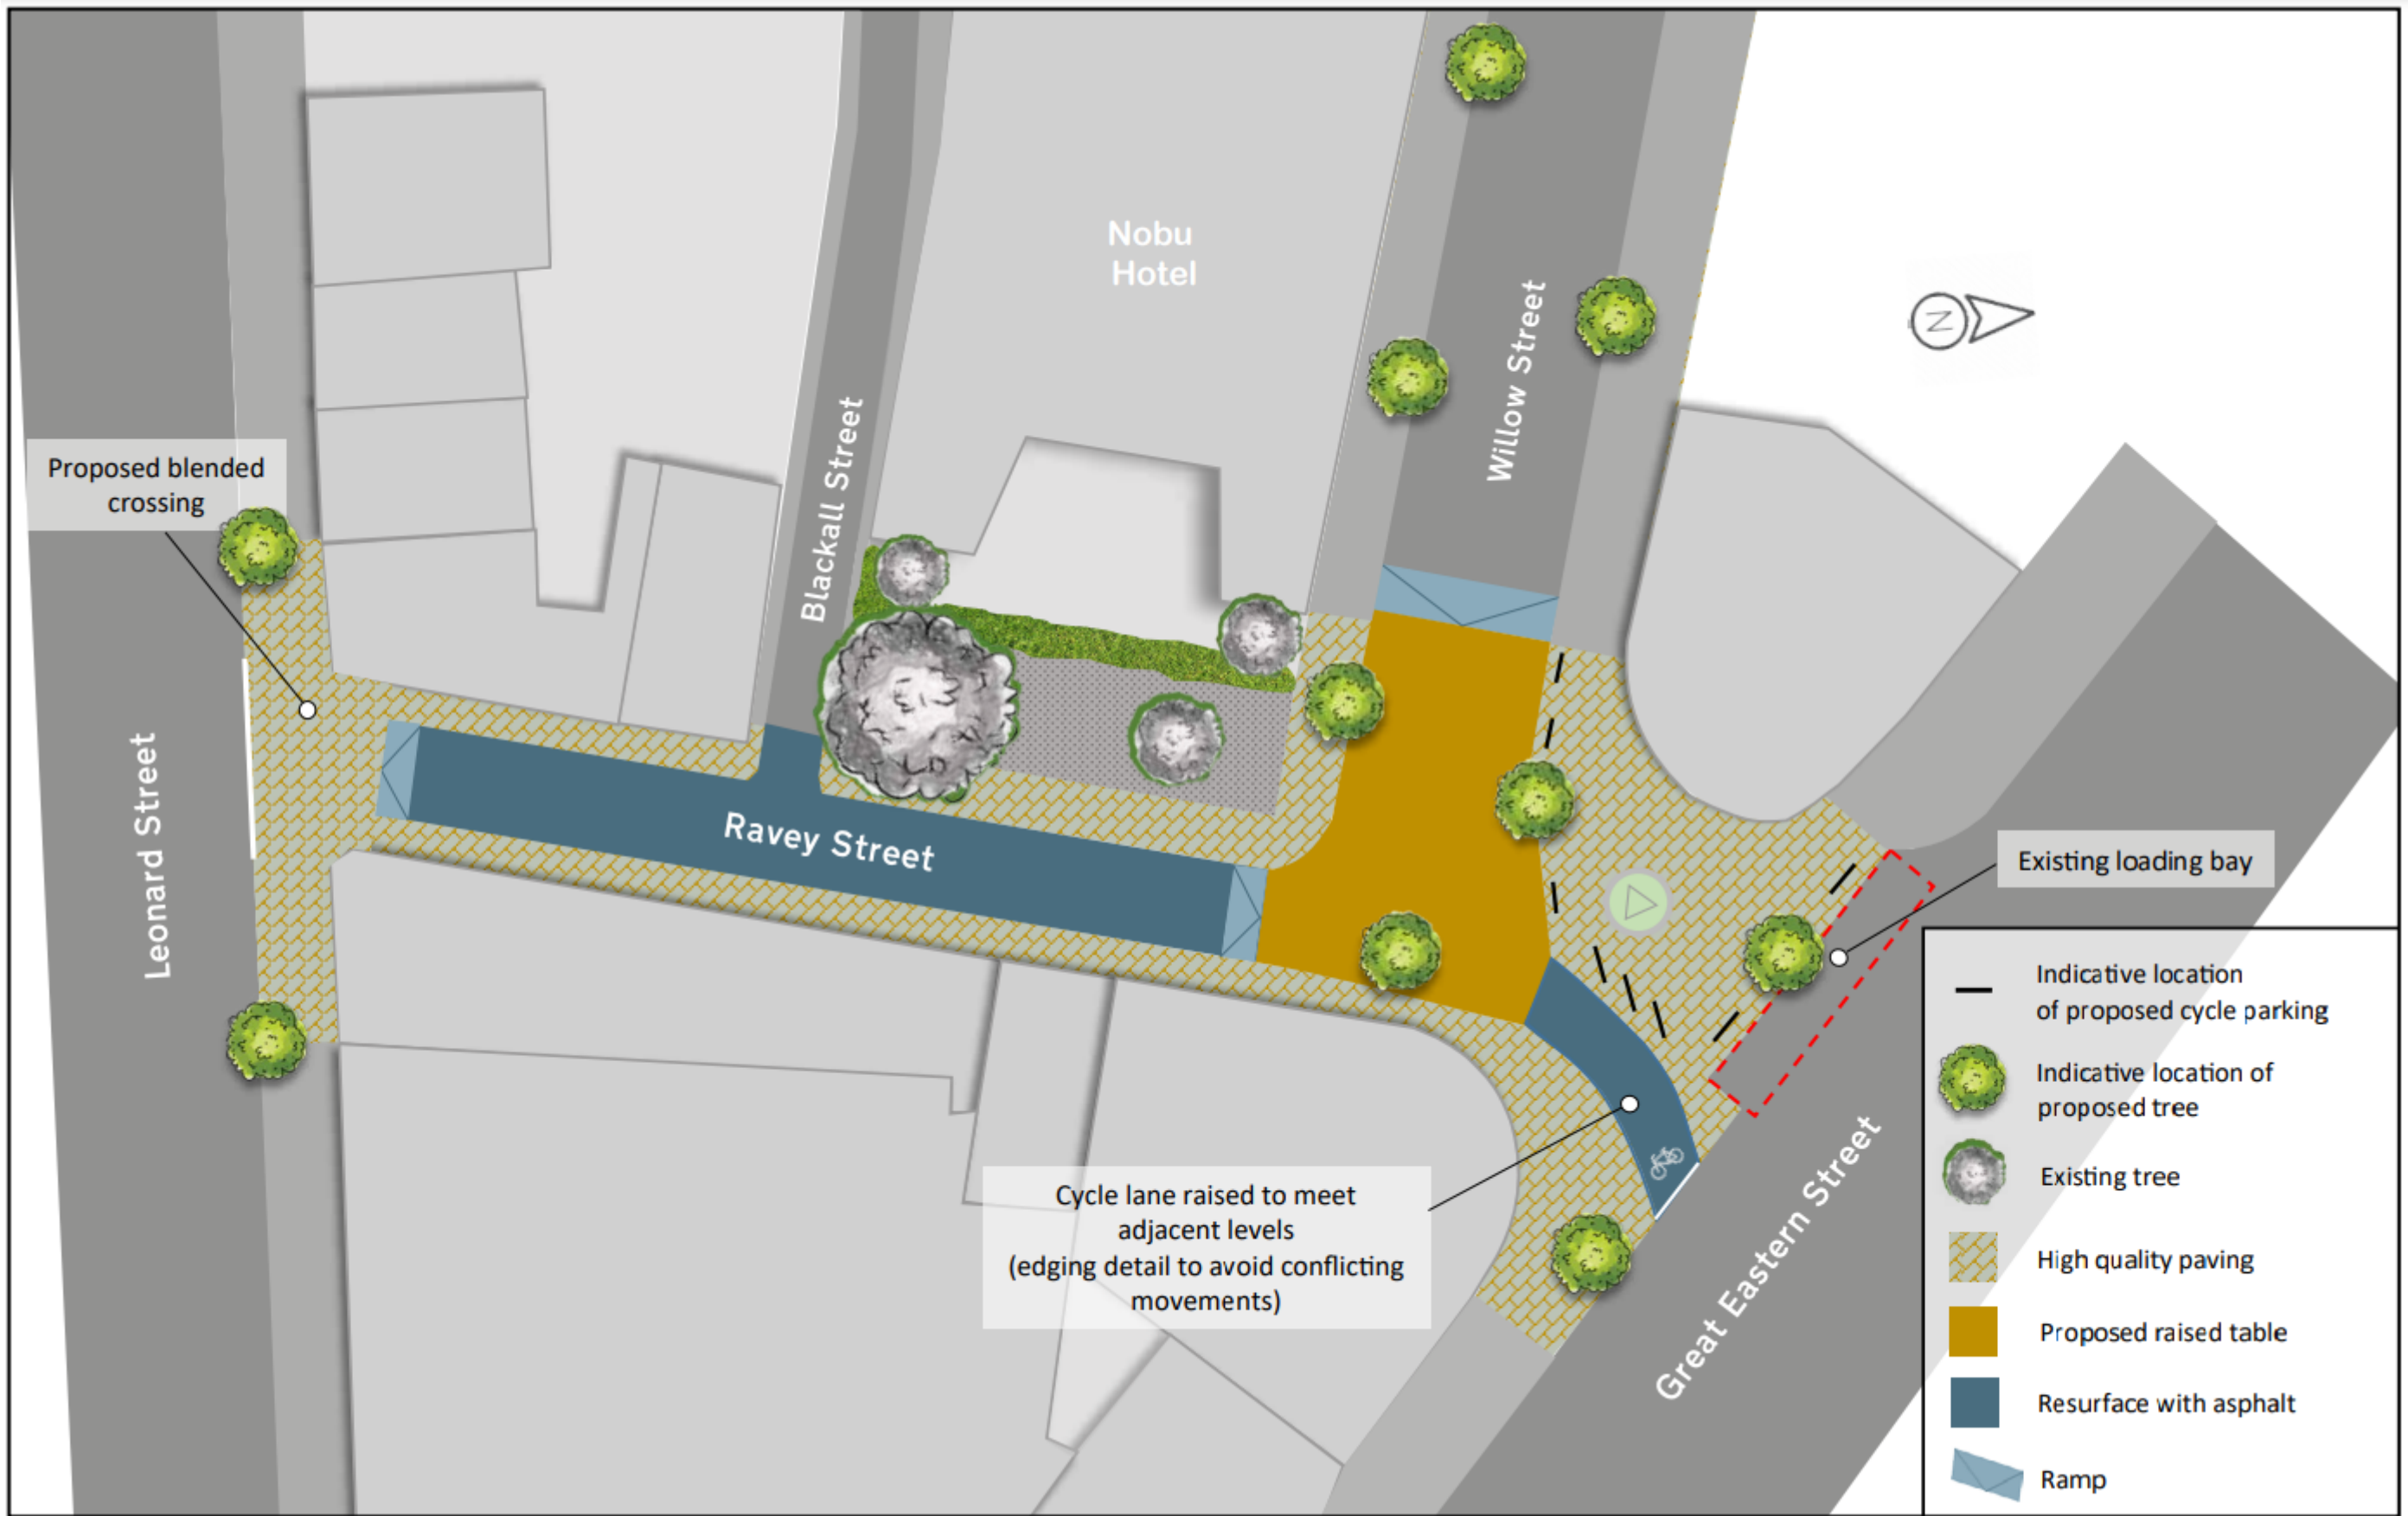 Nobu
Hotel
Willow Street
Blackall Street
N
Proposed blended
crossing
Leonard Street
Ravey Street
Existing loading bay
Cycle lane raised to meet
adjacent levels
(edging detail to avoid conflicting
movements)
Great Eastern Street
Indicative location
of proposed cycle parking
Indicative location of
proposed tree
Existing tree
High quality paving
Proposed raised table
Resurface with asphalt
Ramp